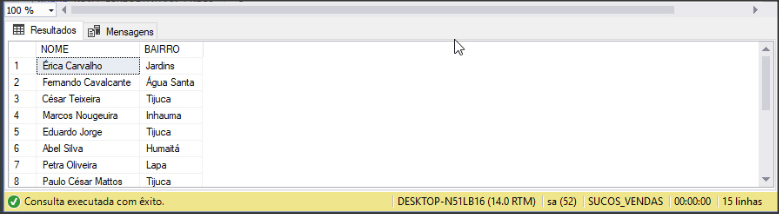 100 %
Resultados Mensagens
NOME BAIRRO
1 Érica Carvalho Jardins
2 Fernando Cavalcante Água Santa
3 César Teixeira Tijuca
4 Marcos Nougeuira Inhauma
5 Eduardo Jorge Tijuca
6 Abel Silva Humaitá
7 Petra Oliveira Lapa
8 Paulo César Mattos Tijuca
Consulta executada com êxito. DESKTOP-N51LB16 (14.0 RTM) sa (52) SUCOS_VENDAS 00:00:00 15 linhas